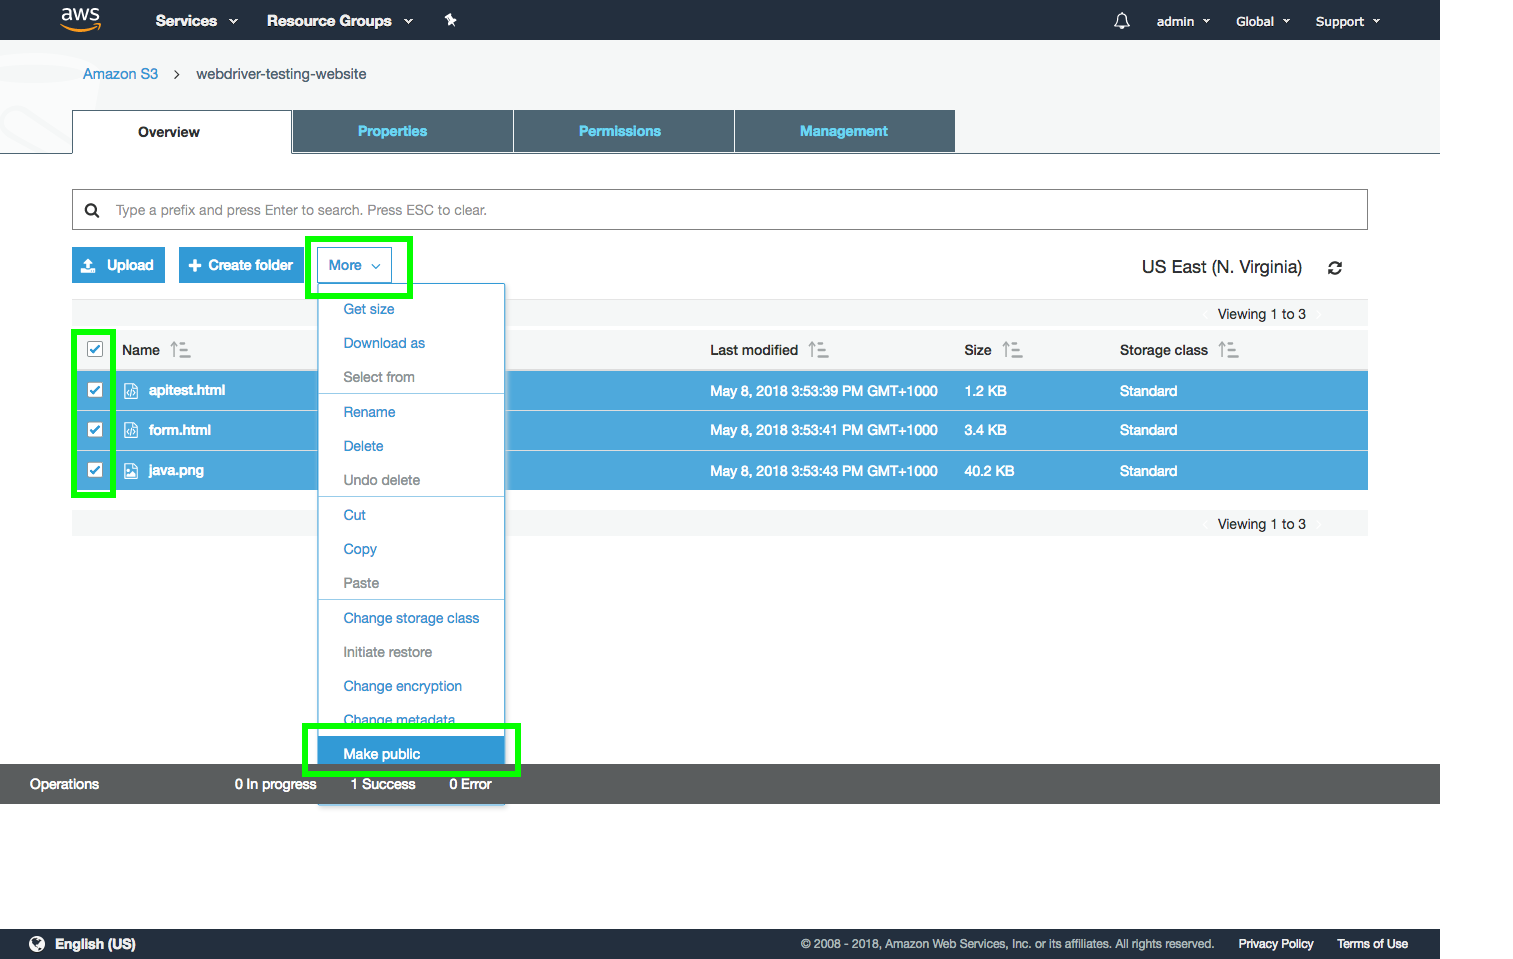 aws Services Resource Groups admin Global Support
Amazon S3 > webdriver-testing-website
Overview Properties Permissions Management
Type a prefix and press Enter to search. Press ESC to clear.
Upload + Create folder More US East (N. Virginia)
Get size
Viewing 1 to 3
Download as
Name Last modified Size Storage class
Select from
apitest.html May 8, 2018 3:53:39 PM GMT+1000 1.2 KB Standard
Rename
form.html May 8, 2018 3:53:41 PM GMT+1000 3.4 KB Standard
Delete
java.png May 8, 2018 3:53:43 PM GMT+1000 40.2 KB Standard
Undo delete
Cut
Viewing 1 to 3
Copy
Paste
Change storage class
Initiate restore
Change encryption
Change metadata
Make public
Operations 0 In progress 1 Success 0 Error
English (US) © 2008 - 2018, Amazon Web Services, Inc. or its affiliates. All rights reserved. Privacy Policy Terms of Use